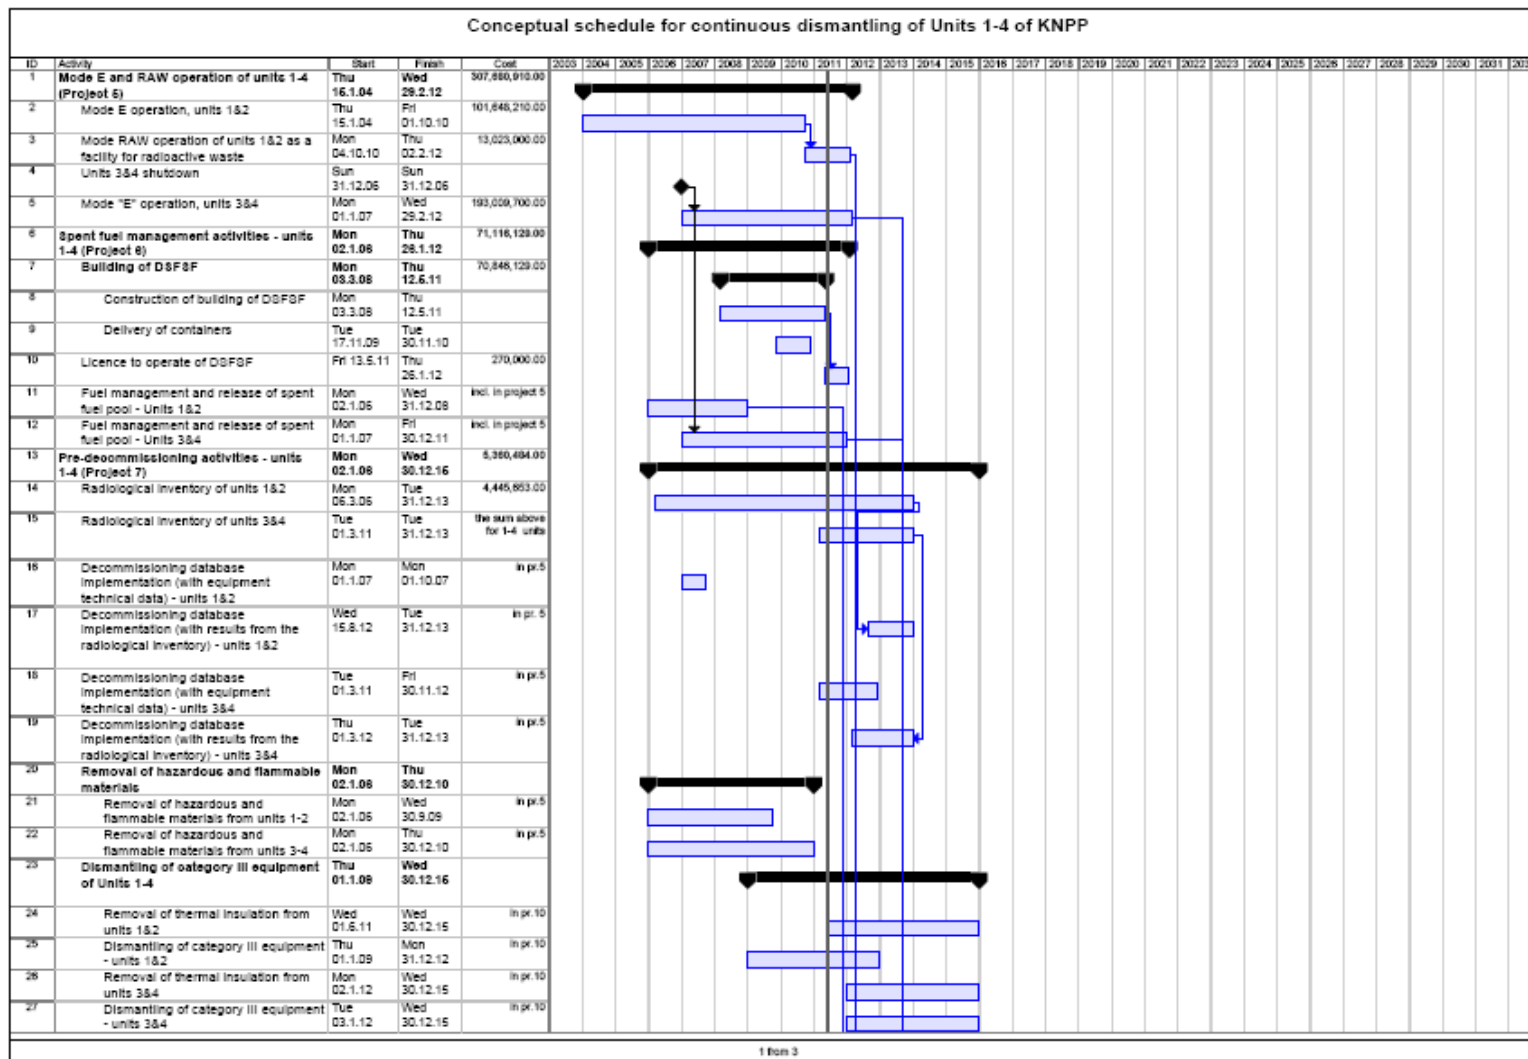 Conceptual schedule for continuous dismantling of Units 1-4 of KNPP
ID Activity Start Finish Cost 2003 2004 2005 2006 2007 2008 2009 2010 2011 2012 2013 2014 2015 2016 2017 2018 2019 2020 2021 2022 2023 2024 2025 2026 2027 2028 2029 2030 2031
1 Mode E and RAW operation of units 1-4 Thu Wed 307,680,910.00
(Project 5) 15.1.04 29.2.12
2 Mode E operation, units 1&2 Thu Fri 101,648,210.00
15.1.04 01.10.10
3 Mode RAW operation of units 1&2 as a Mon Thu 13,023,000.00
facility for radioactive waste 04.10.10 02.2.12
4 Units 3&4 shutdown Sun Sun
31.12.06 31.12.06
5 Mode "E" operation, units 3&4 Mon Wed 193,009,700.00
01.1.07 29.2.12
6 Spent fuel management activities - units Mon Thu 71,116,129.00
1-4 (Project 6) 02.1.06 26.1.12
7 Building of DSFSF Mon Thu 70,846,129.00
03.3.08 12.5.11
8 Construction of building of DSFSF Mon Thu
03.3.08 12.5.11
9 Delivery of containers Tue Tue
17.11.09 30.11.10
10 Licence to operate of DSFSF Fri 13.5.11 Thu 270,000.00
26.1.12
11 Fuel management and release of spent Mon Wed incl. in project 5
fuel pool - Units 1&2 02.1.06 31.12.08
12 Fuel management and release of spent Mon Fri incl. in project 5
fuel pool - Units 3&4 01.1.07 30.12.11
13 Pre-decommissioning activities - units Mon Wed 5,360,484.00
1-4 (Project 7) 02.1.06 30.12.15
14 Radiological inventory of units 1&2 Mon Tue 4,445,653.00
06.3.06 31.12.13
15 Radiological inventory of units 3&4 Tue Tue the sum above
01.3.11 31.12.13 for 1-4 units
16 Decommissioning database Mon Mon in pr.5
implementation (with equipment 01.1.07 01.10.07
technical data) - units 1&2
17 Decommissioning database Wed Tue in pr. 5
implementation (with results from the 15.8.12 31.12.13
radiological inventory) - units 1&2
18 Decommissioning database Tue Fri in pr.5
implementation (with equipment 01.3.11 30.11.12
technical data) - units 3&4
19 Decommissioning database Thu Tue in pr.5
implementation (with results from the 01.3.12 31.12.13
radiological inventory) - units 3&4
20 Removal of hazardous and flammable Mon Thu
materials 02.1.06 30.12.10
21 Removal of hazardous and Mon Wed in pr.5
flammable materials from units 1-2 02.1.06 30.9.09
22 Removal of hazardous and Mon Thu in pr.5
flammable materials from units 3-4 02.1.06 30.12.10
23 Dismantling of category III equipment Thu Wed
of Units 1-4 01.1.09 30.12.15
24 Removal of thermal insulation from Wed Wed in pr.10
units 1&2 01.6.11 30.12.15
25 Dismantling of category III equipment Thu Mon in pr.10
- units 1&2 01.1.09 31.12.12
26 Removal of thermal insulation from Mon Wed in pr.10
units 3&4 02.1.12 30.12.15
27 Dismantling of category III equipment Tue Wed in pr.10
- units 3&4 03.1.12 30.12.15
1 from 3